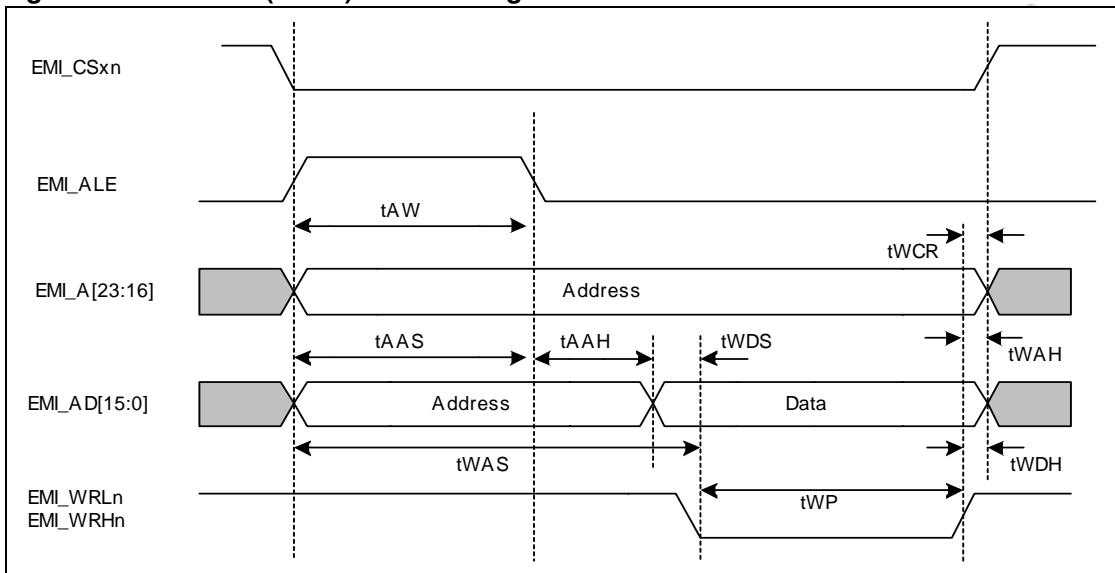 EMI_CSxn
EMI_ALE
tAW
tWCR
EMI_A[23:16]
Address
tAAS
tAAH
tWDS
tWAH
EMI_AD[15:0]
Address
Data
tWAS
tWDH
EMI_WRLn
EMI_WRHn
tWP